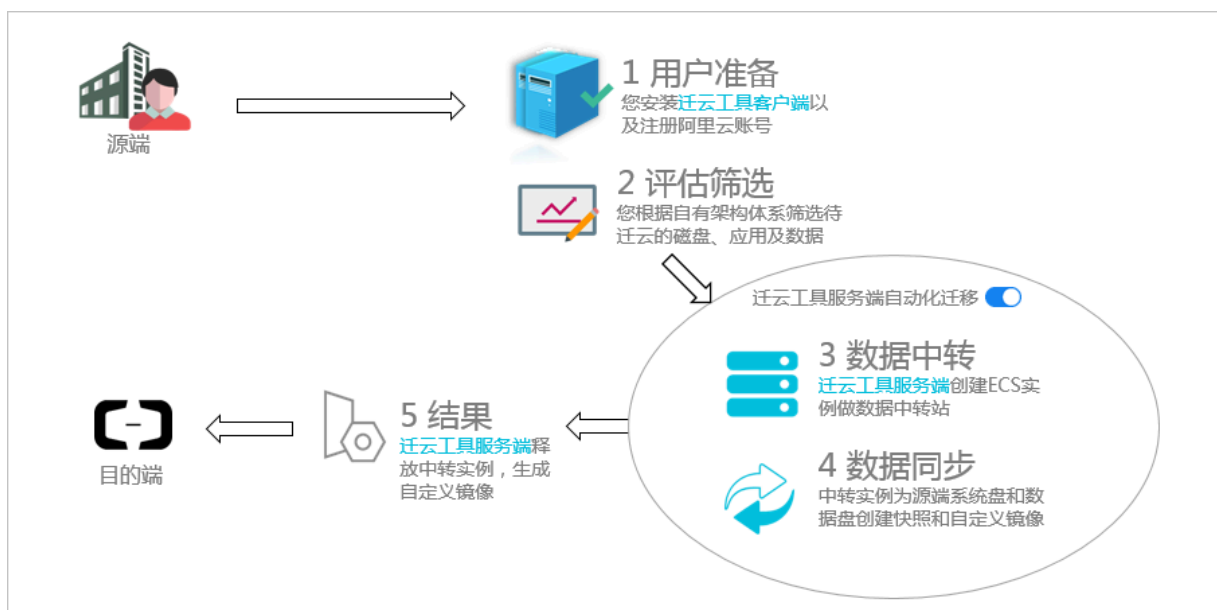 源端
1 用户准备
您安装迁云工具客户端以
及注册阿里云账号
2 评估筛选
您根据自有架构体系筛选待
迁云的磁盘、应用及数据
迁云工具服务端自动化迁移
3 数据中转
迁云工具服务端创建ECS实
例做数据中转站
4 数据同步
中转实例为源端系统盘和数
据盘创建快照和自定义镜像
5 结果
迁云工具服务端释
放中转实例，生成
自定义镜像
目的端